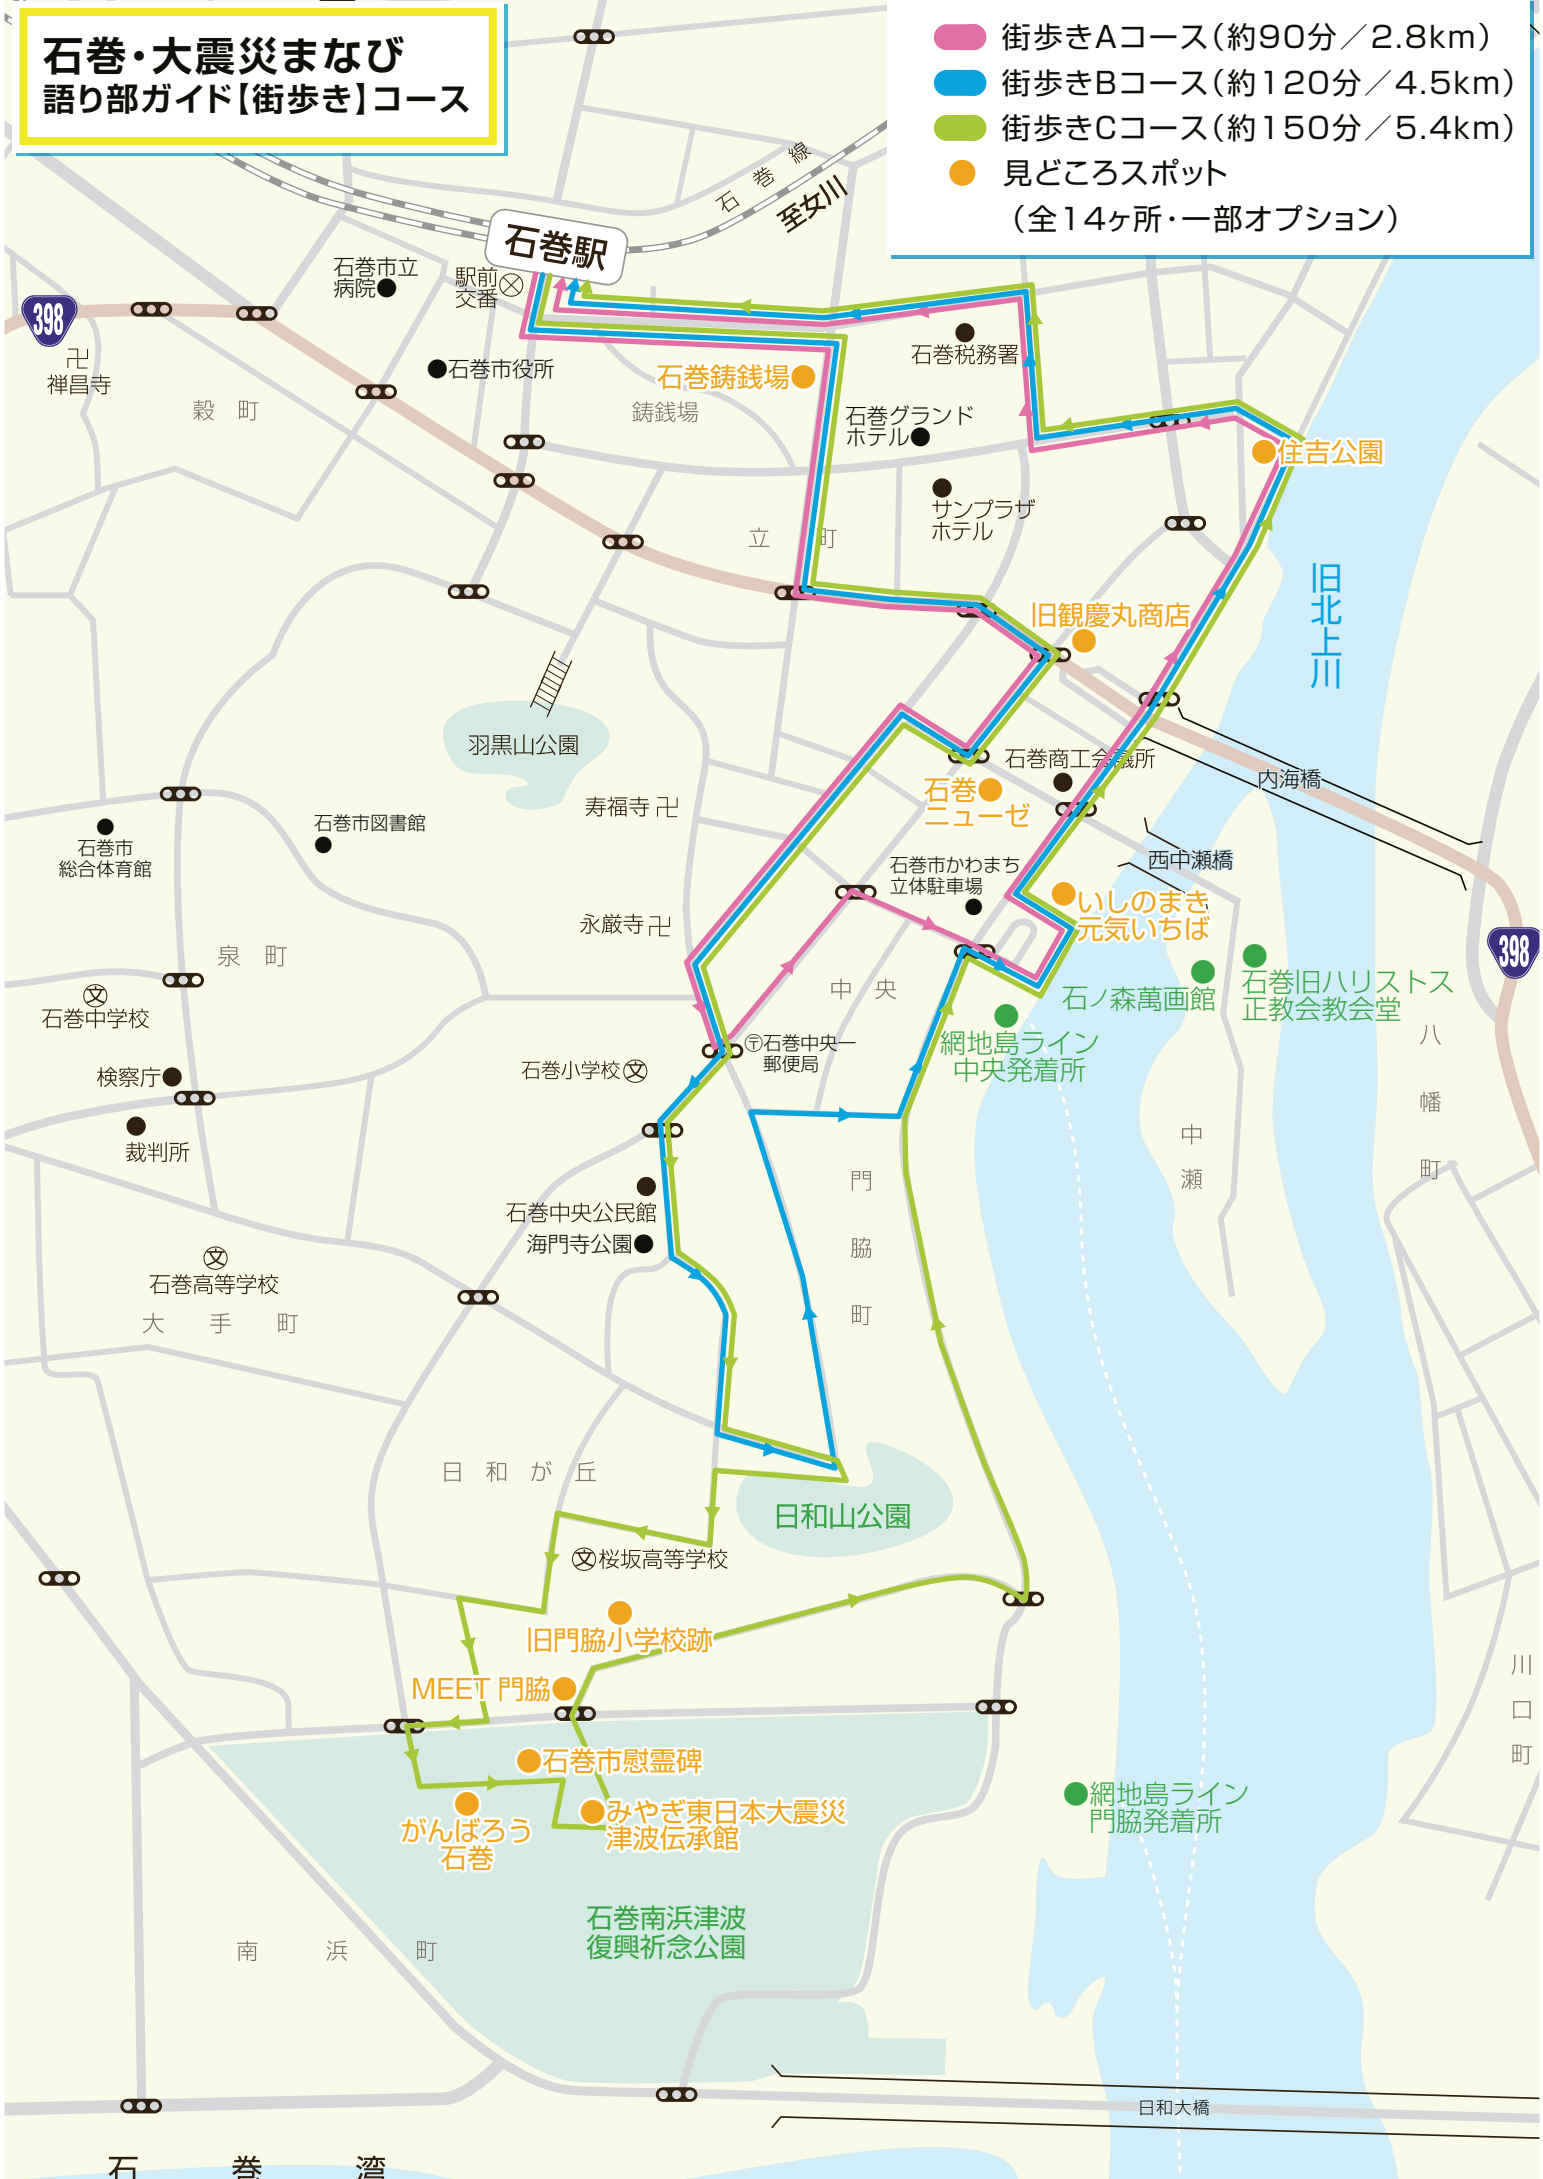 石巻・大震災まなび
語り部ガイド【街歩き】コース
街歩きAコース（約90分／2.8km）
街歩きBコース（約120分／4.5km）
街歩きCコース（約150分／5.4km）
見どころスポット
（全14ヶ所・一部オプション）
石巻線
至女川
石巻駅
石巻市立
病院
駅前
交番
398
禅昌寺
穀町
石巻市役所
石巻鋳銭場
鋳銭場
石巻税務署
石巻グランド
ホテル
住吉公園
サンプラザ
ホテル
立町
旧北上川
旧観慶丸商店
羽黒山公園
石巻商工会議所
内海橋
石巻
ニューゼ
寿福寺
石巻市図書館
石巻市
総合体育館
西中瀬橋
石巻市かわまち
立体駐車場
いしのまき
元気いちば
永厳寺
泉町
398
中央
石ノ森萬画館
石巻旧ハリストス
正教会教会堂
石巻中学校
文
網地島ライン
中央発着所
八幡町
〒石巻中央一
郵便局
石巻小学校文
検察庁
裁判所
中瀬
門脇町
石巻中央公民館
海門寺公園
文
石巻高等学校
大手町
日和が丘
日和山公園
文桜坂高等学校
旧門脇小学校跡
MEET 門脇
川口町
石巻市慰霊碑
がんばろう
石巻
みやぎ東日本大震災
津波伝承館
網地島ライン
門脇発着所
石巻南浜津波
復興祈念公園
南浜町
日和大橋
石巻湾